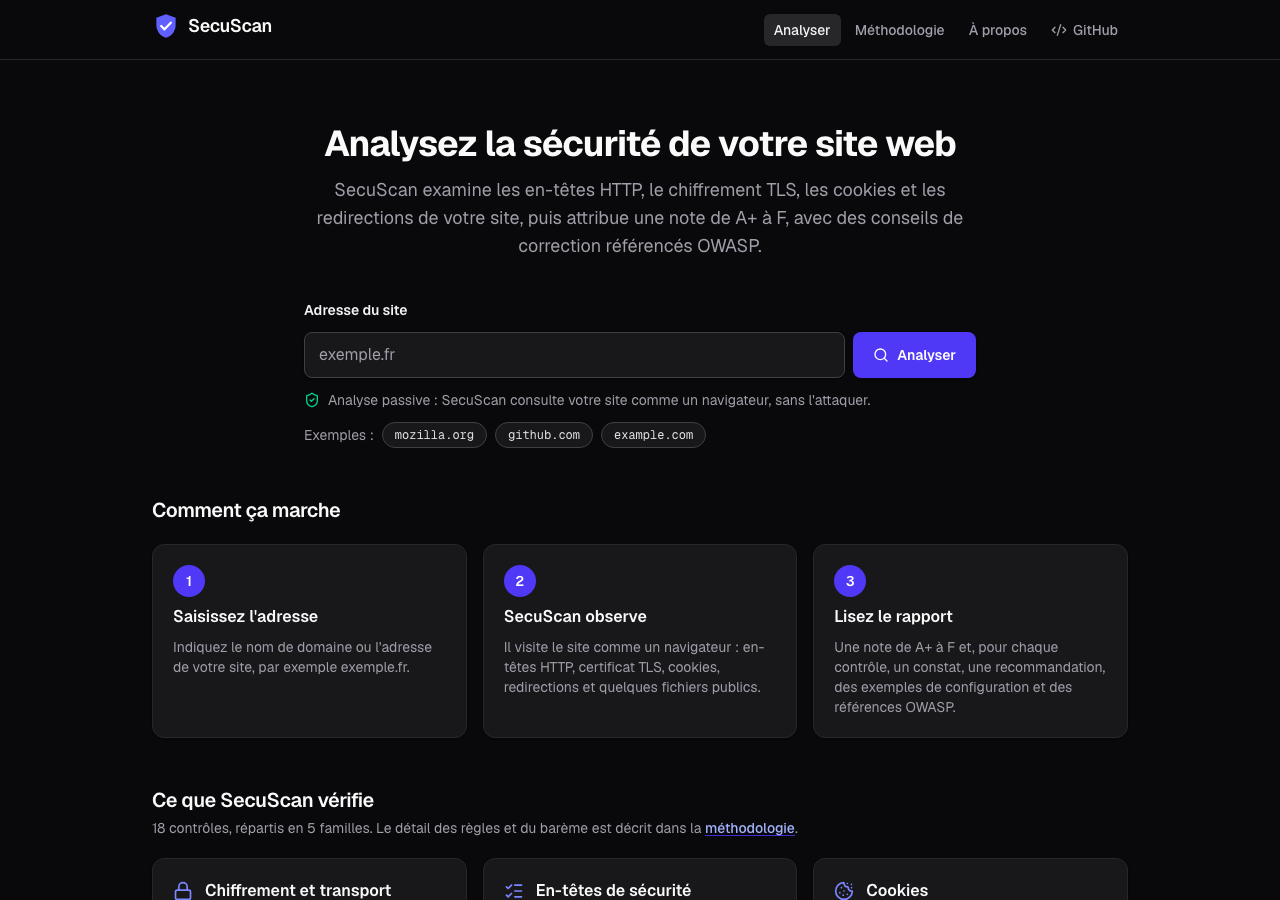 SecuScan
Analyser
Méthodologie
À propos
GitHub
Analysez la sécurité de votre site web
SecuScan examine les en-têtes HTTP, le chiffrement TLS, les cookies et les
redirections de votre site, puis attribue une note de A+ à F, avec des conseils de
correction référencés OWASP.
Adresse du site
exemple.fr
Analyser
Analyse passive : SecuScan consulte votre site comme un navigateur, sans l'attaquer.
Exemples :
mozilla.org
github.com
example.com
Comment ça marche
1
Saisissez l'adresse
Indiquez le nom de domaine ou l'adresse
de votre site, par exemple exemple.fr.
2
SecuScan observe
Il visite le site comme un navigateur : en-
têtes HTTP, certificat TLS, cookies,
redirections et quelques fichiers publics.
3
Lisez le rapport
Une note de A+ à F et, pour chaque
contrôle, un constat, une recommandation,
des exemples de configuration et des
références OWASP.
Ce que SecuScan vérifie
18 contrôles, répartis en 5 familles. Le détail des règles et du barème est décrit dans la méthodologie.
Chiffrement et transport
En-têtes de sécurité
Cookies